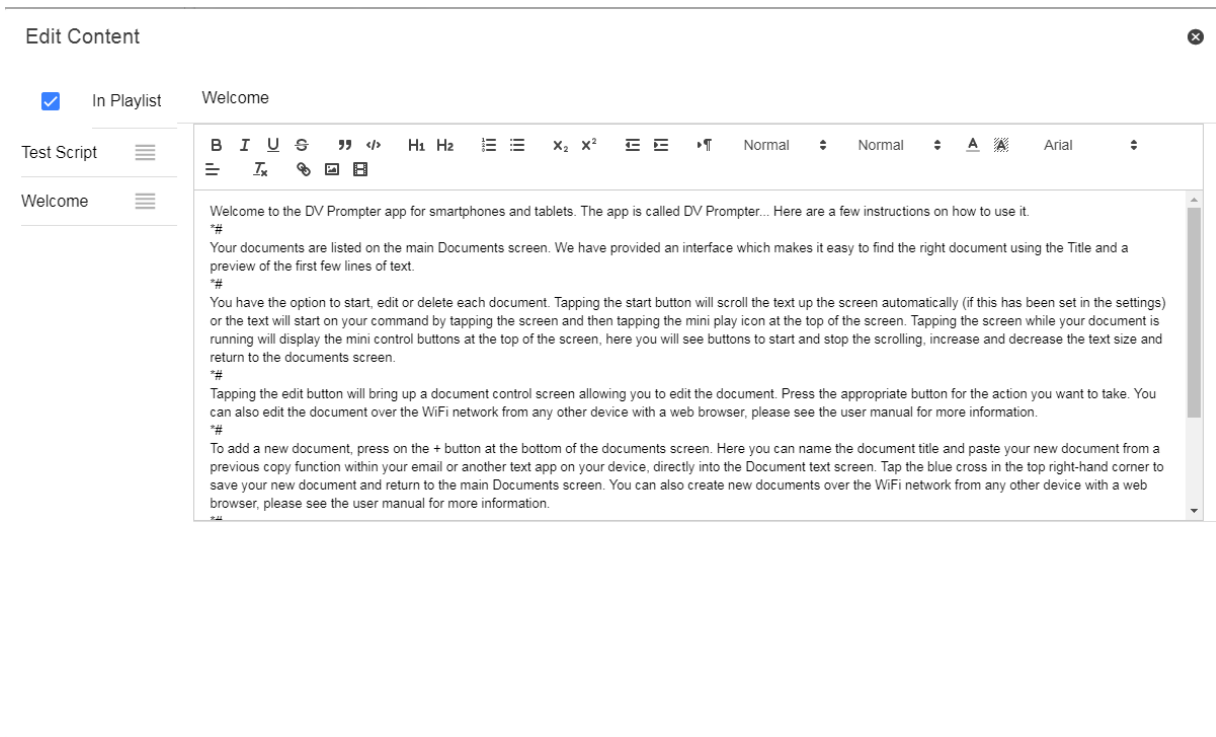 Edit Content
In Playlist
Welcome
Test Script
Welcome
B I U S ” </> H1 H2 X₂ X² Normal Normal A A Arial
Tx
Welcome to the DV Prompter app for smartphones and tablets. The app is called DV Prompter... Here are a few instructions on how to use it.
*#
Your documents are listed on the main Documents screen. We have provided an interface which makes it easy to find the right document using the Title and a
preview of the first few lines of text.
*#
You have the option to start, edit or delete each document. Tapping the start button will scroll the text up the screen automatically (if this has been set in the settings)
or the text will start on your command by tapping the screen and then tapping the mini play icon at the top of the screen. Tapping the screen while your document is
running will display the mini control buttons at the top of the screen, here you will see buttons to start and stop the scrolling, increase and decrease the text size and
return to the documents screen.
*#
Tapping the edit button will bring up a document control screen allowing you to edit the document. Press the appropriate button for the action you want to take. You
can also edit the document over the WiFi network from any other device with a web browser, please see the user manual for more information.
*#
To add a new document, press on the + button at the bottom of the documents screen. Here you can name the document title and paste your new document from a
previous copy function within your email or another text app on your device, directly into the Document text screen. Tap the blue cross in the top right-hand corner to
save your new document and return to the main Documents screen. You can also create new documents over the WiFi network from any other device with a web
browser, please see the user manual for more information.
*#